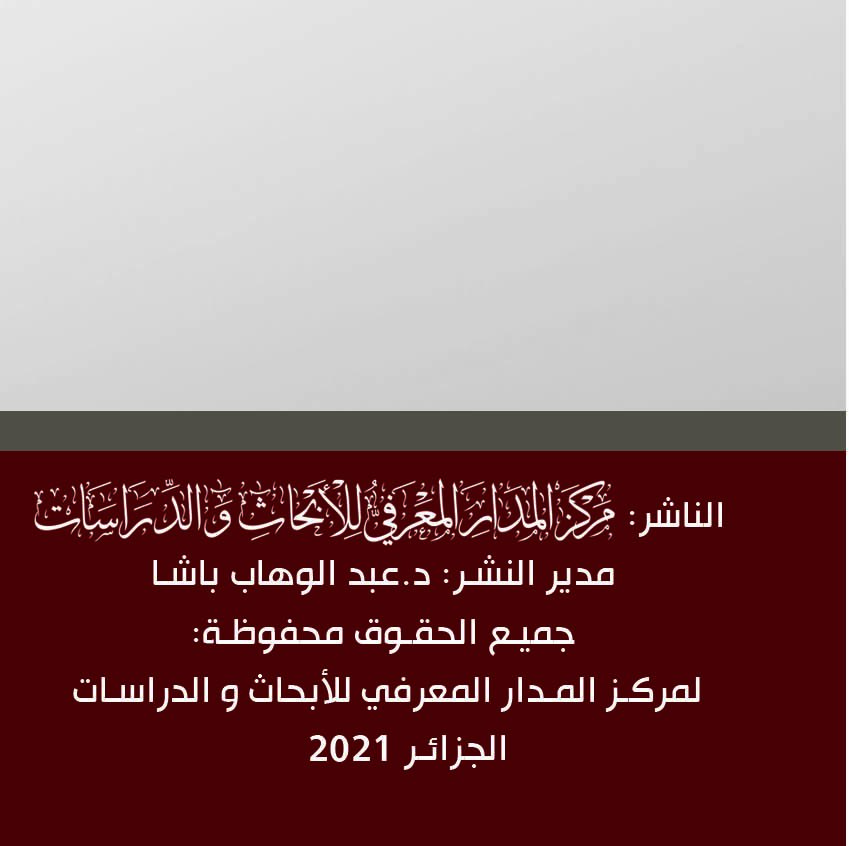 الناشر: مركز المدار المعرفي للأبحاث والدراسات
مدير النشر: د.عبد الوهاب باشا
جميع الحقوق محفوظة:
لمركز المدار المعرفي للأبحاث و الدراسات
الجزائر 2021